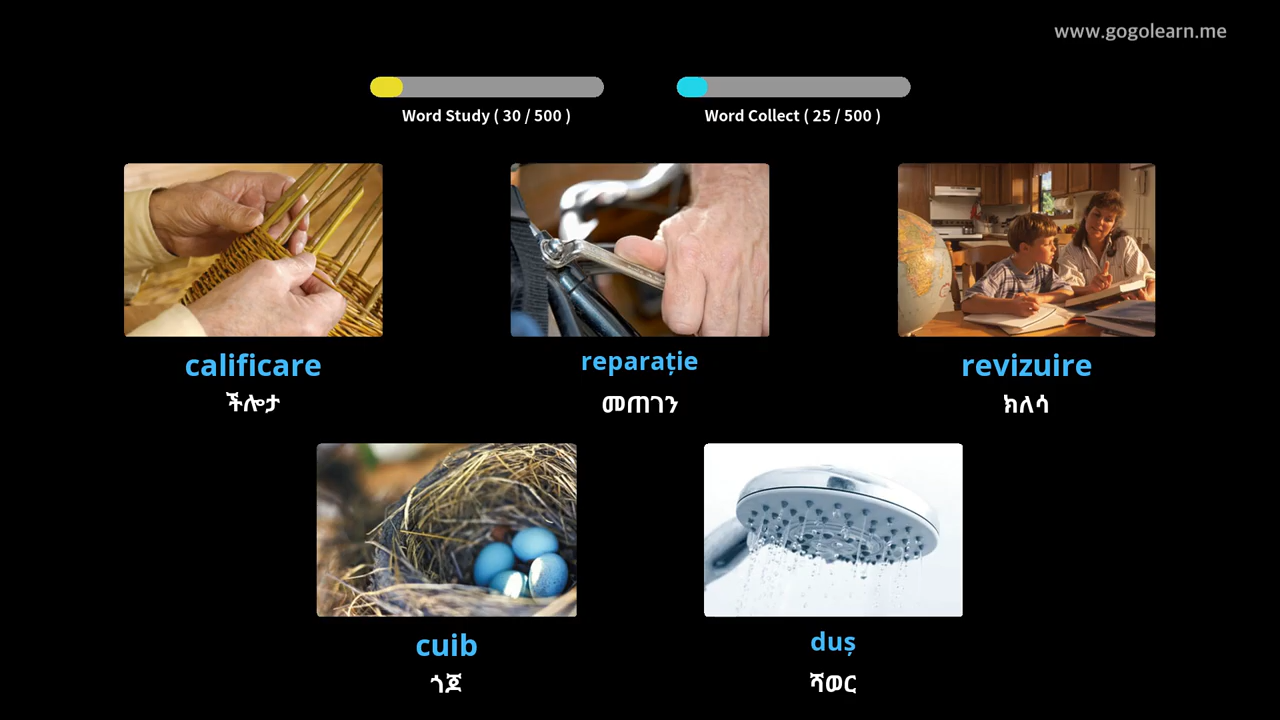 www.gogolearn.me
Word Study ( 30 / 500 )
Word Collect ( 25 / 500 )
calificare
ችሎታ
reparație
መጠገን
revizuire
ክለሳ
cuib
ጎጆ
duș
ሻወር